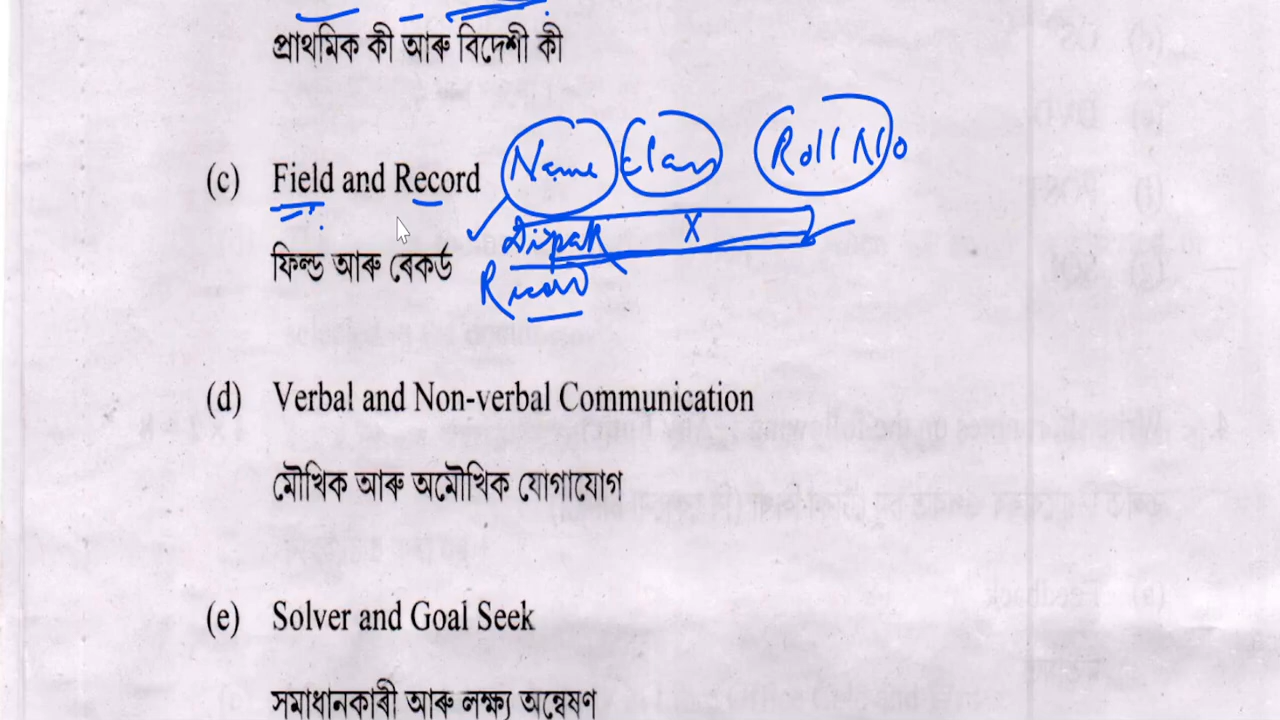 প্ৰাথমিক কী আৰু বিদেশী কী
Name Class Roll No
(c) Field and Record
Dipak X
ফিল্ড আৰু ৰেকৰ্ড
Record
(d) Verbal and Non-verbal Communication
মৌখিক আৰু অমৌখিক যোগাযোগ
(e) Solver and Goal Seek
সমাধানকাৰী আৰু লক্ষ্য অন্বেষণ